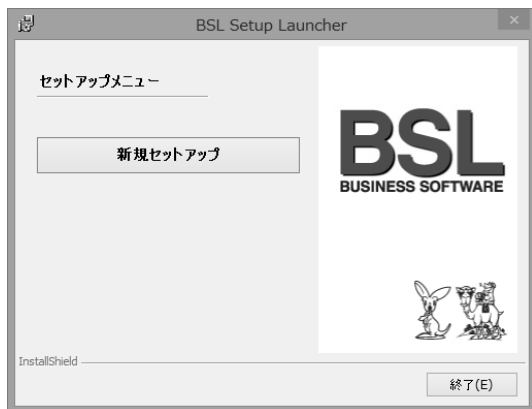 BSL Setup Launcher
セットアップメニュー
新規セットアップ
BSL
BUSINESS SOFTWARE
InstallShield
終了(E)